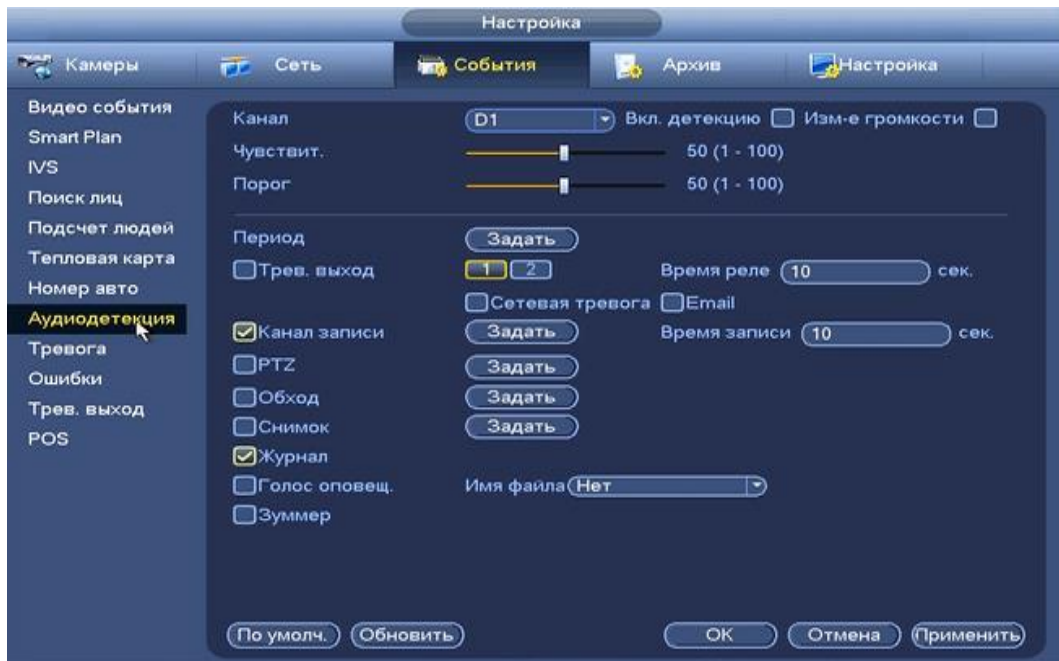 Настройка
Камеры Сеть События Архив Настройка
Видео события
Smart Plan
IVS
Поиск лиц
Подсчет людей
Тепловая карта
Номер авто
Аудиодетекция
Тревога
Ошибки
Трев. выход
POS
Канал D1 Вкл. детекцию Изм-е громкости
Чувствит. 50 (1 - 100)
Порог 50 (1 - 100)
Период Задать
Трев. выход 1 2 Время реле 10 сек.
Сетевая тревога Email
Канал записи Задать Время записи 10 сек.
PTZ Задать
Обход Задать
Снимок Задать
Журнал
Голос оповещ. Имя файла Нет
Зуммер
По умолч. Обновить ОК Отмена Применить